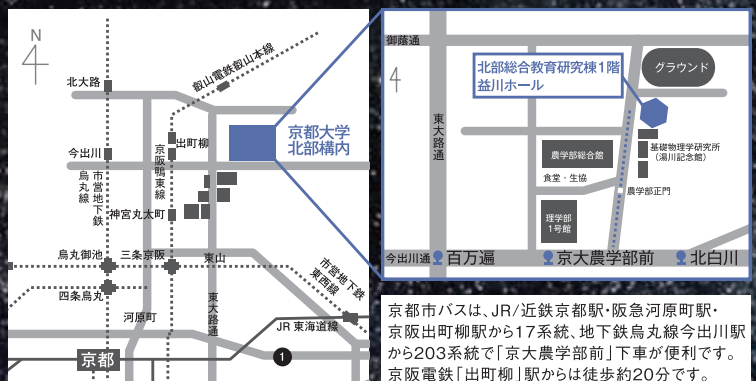 N
4
北大路
叡山電鉄叡山本線
出町柳
今出川
京阪鴨東線
市営地下鉄
烏丸線
京都大学
北部構内
神宮丸太町
烏丸御池
三条京阪
東山
市営地下鉄
東西線
四条烏丸
河原町
東大路通
JR 東海道線
京都
1
御蔭通
4
北部総合教育研究棟1階
益川ホール
グラウンド
東大路通
農学部総合館
基礎物理学研究所
(湯川記念館)
食堂・生協
農学部正門
理学部
1号館
今出川通
百万遍
京大農学部前
北白川
京都市バスは、JR/近鉄京都駅・阪急河原町駅・
京阪出町柳駅から17系統、地下鉄烏丸線今出川駅
から203系統で「京大農学部前」下車が便利です。
京阪電鉄「出町柳」駅からは徒歩約20分です。